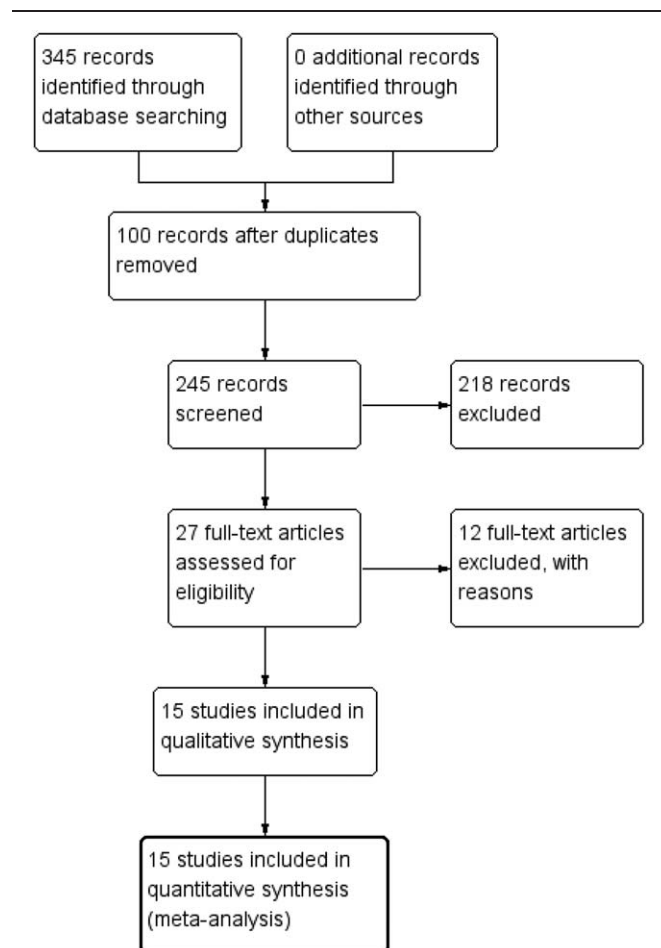 345 records
identified through
database searching
0 additional records
identified through
other sources
100 records after duplicates
removed
245 records
screened
218 records
excluded
27 full-text articles
assessed for
eligibility
12 full-text articles
excluded, with
reasons
15 studies included in
qualitative synthesis
15 studies included in
quantitative synthesis
(meta-analysis)